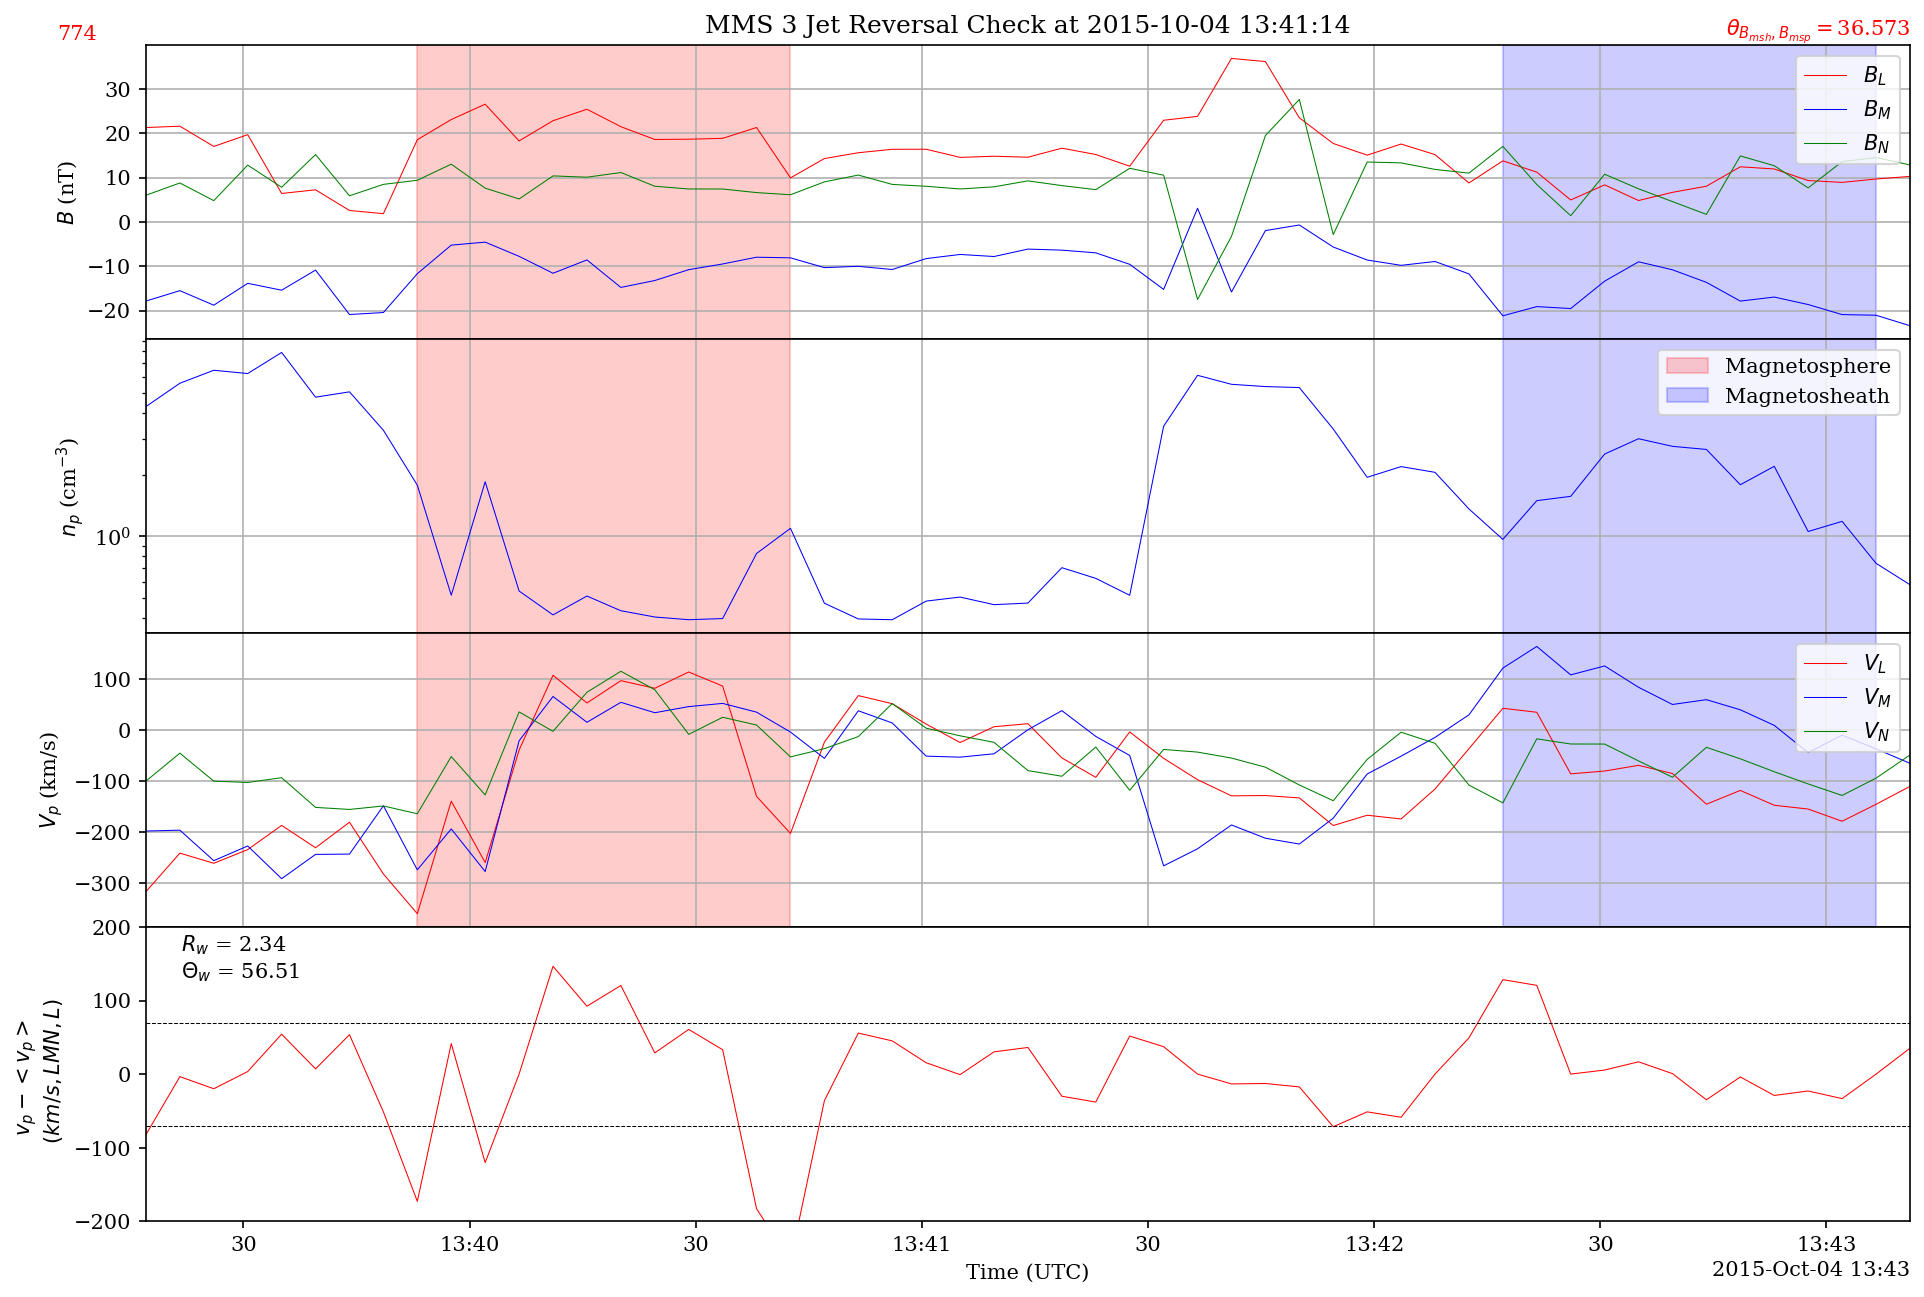 774
MMS 3 Jet Reversal Check at 2015-10-04 13:41:14
θ_{B_{msh}, B_{msp}} = 36.573
B (nT)
30
20
10
0
−10
−20
B_L
B_M
B_N
n_p (cm^{−3})
10^0
Magnetosphere
Magnetosheath
V_p (km/s)
100
0
−100
−200
−300
V_L
V_M
V_N
v_p − < v_p >
(km/s, LMN, L)
200
100
0
−100
−200
R_w = 2.34
Θ_w = 56.51
30
13:40
30
13:41
30
13:42
30
13:43
Time (UTC)
2015-Oct-04 13:43